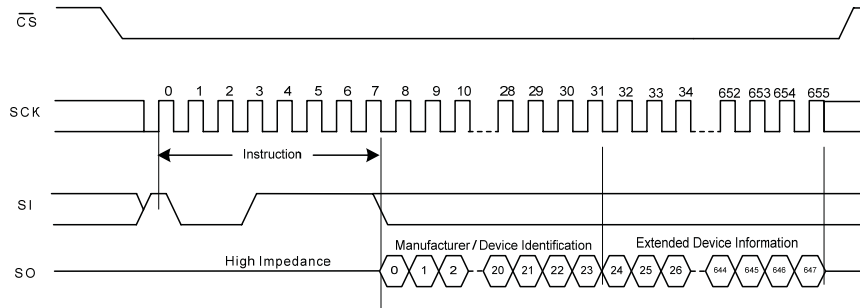 CS
0 1 2 3 4 5 6 7 8 9 10 28 29 30 31 32 33 34 652 653 654 655
SCK
Instruction
SI
Manufacturer / Device Identification Extended Device Information
High Impedance
SO 0 1 2 20 21 22 23 24 25 26 644 645 646 647